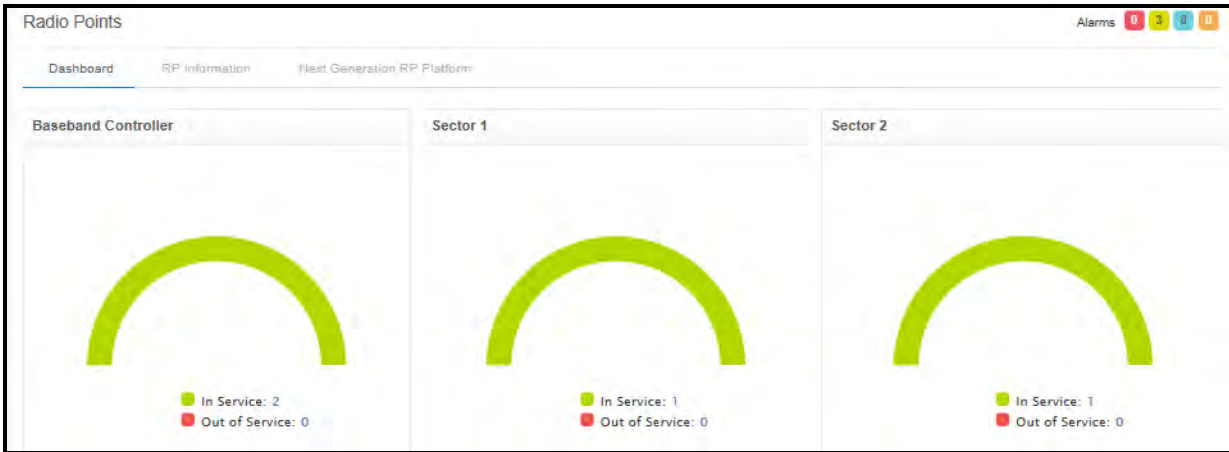 Radio Points
Alarms 0 3 0 0
Dashboard RP Information Next Generation RP Platform
Baseband Controller Sector 1 Sector 2
In Service: 2 In Service: 1 In Service: 1
Out of Service: 0 Out of Service: 0 Out of Service: 0